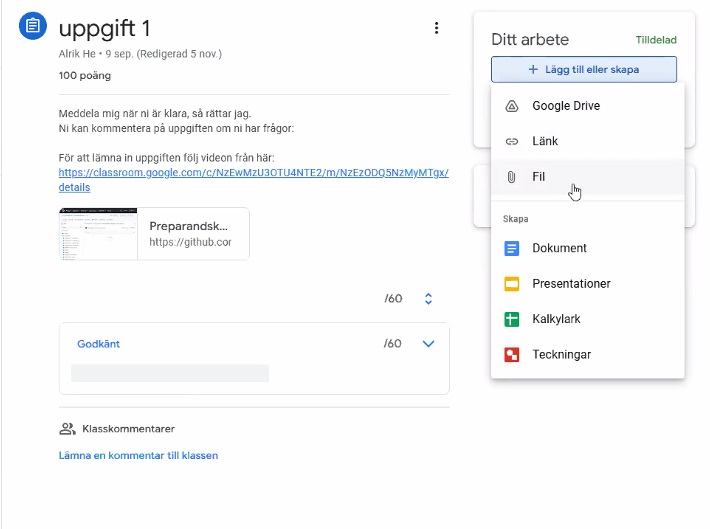 uppgift 1
Alrik He • 9 sep. (Redigerad 5 nov.)
100 poäng
Meddela mig när ni är klara, så rättar jag.
Ni kan kommentera på uppgiften om ni har frågor:
För att lämna in uppgiften följ videon från här:
https://classroom.google.com/c/NzEwMzU3OTU4NTE2/m/NzEzODQ5NzMyMTgx/
details
Preparandsk...
https://github.cor
/60
Godkänt /60
Klasskommentarer
Lämna en kommentar till klassen
Ditt arbete Tilldelad
+ Lägg till eller skapa
Google Drive
Länk
Fil
Skapa
Dokument
Presentationer
Kalkylark
Teckningar